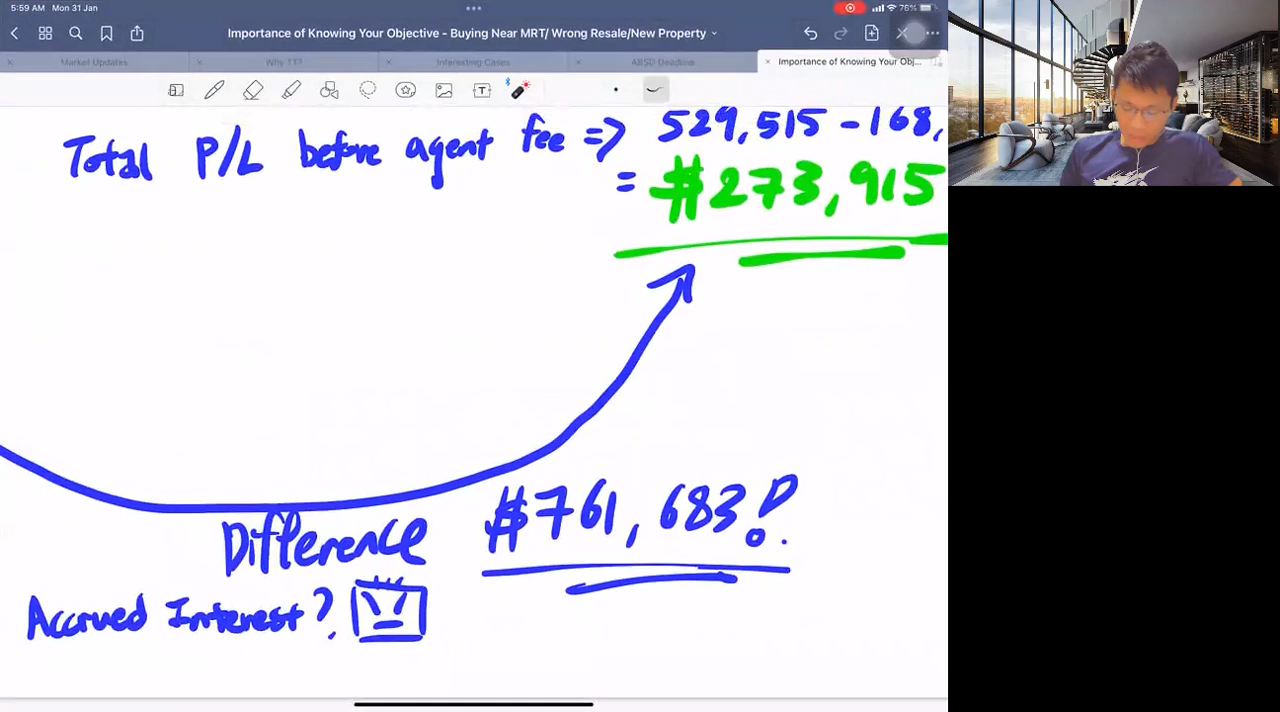 5:59 AM Mon 31 Jan
78%
Importance of Knowing Your Objective - Buying Near MRT/ Wrong Resale/New Property
Market Updates
Why TT?
Interesting Cases
ABSD Deadline
Importance of Knowing Your Obj...
Total P/L before agent fee => 529,515 - 168,
= $273,915
Difference $761,683?!
Accrued Interest?